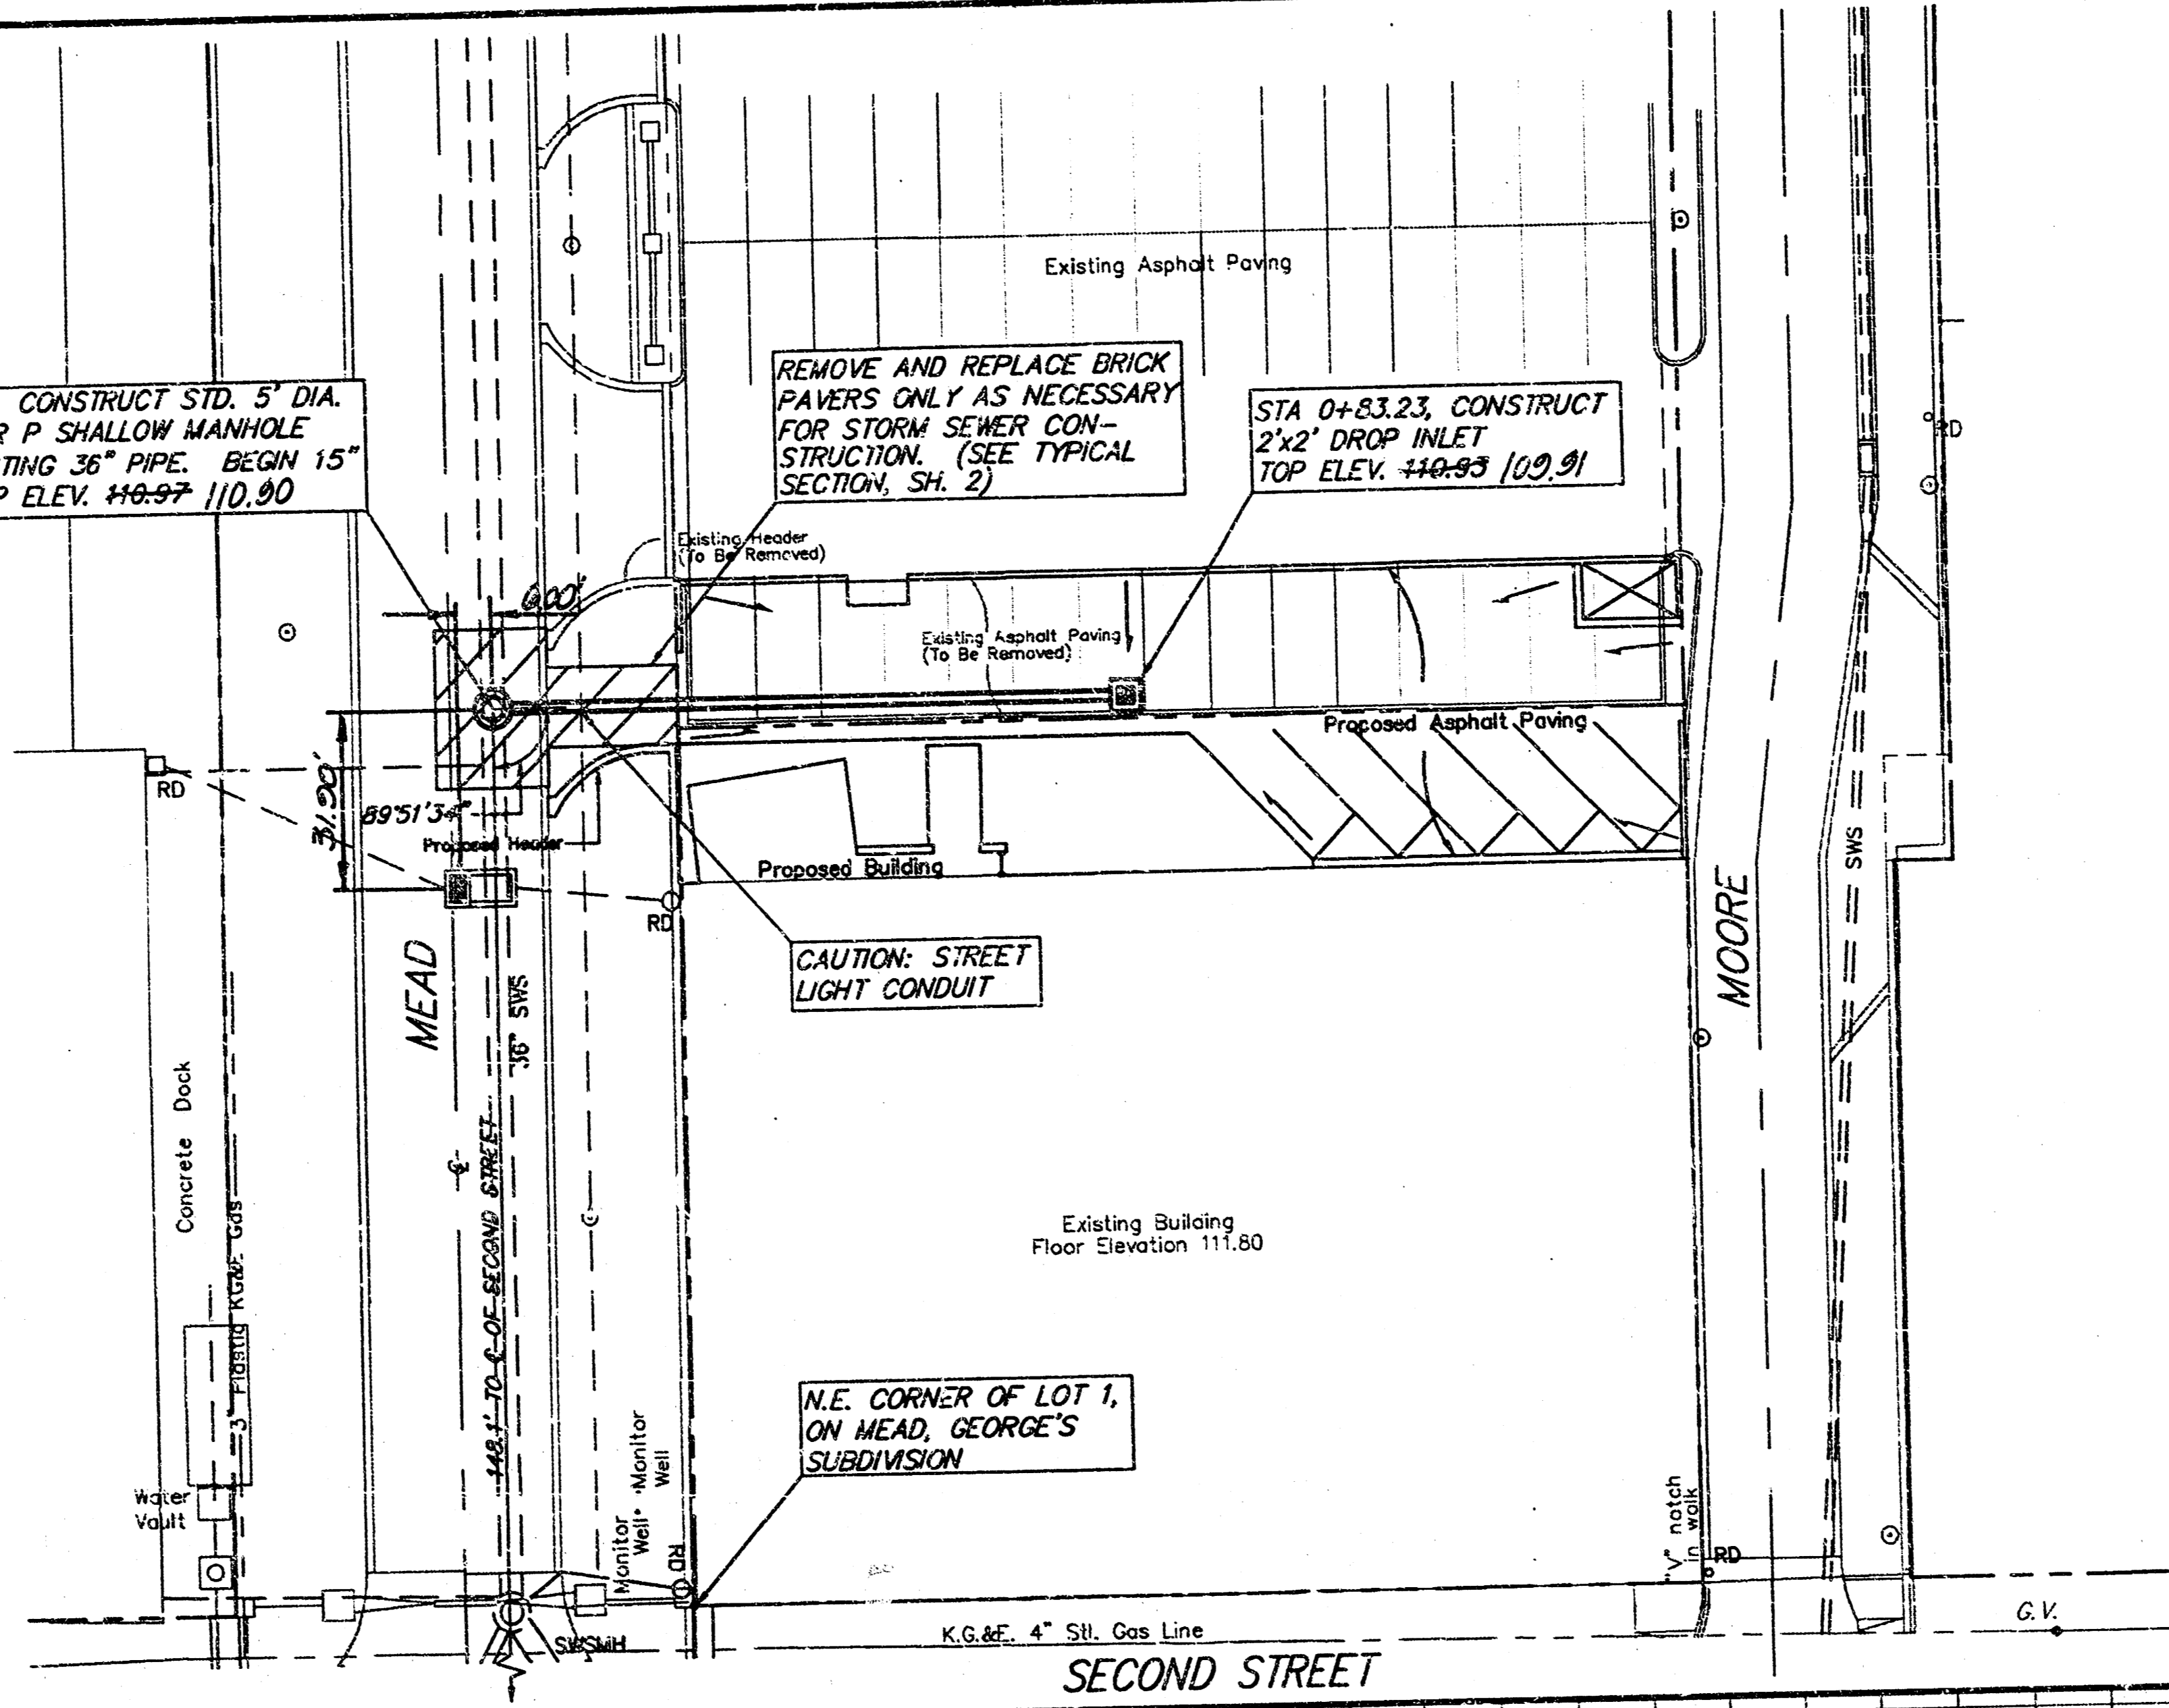 CONSTRUCT STD. 5' DIA.
R P SHALLOW MANHOLE
TING 36" PIPE. BEGIN 15"
P ELEV. 110.97 110.90
REMOVE AND REPLACE BRICK
PAVERS ONLY AS NECESSARY
FOR STORM SEWER CON-
STRUCTION. (SEE TYPICAL
SECTION, SH. 2)
STA 0+83.23, CONSTRUCT
2'x2' DROP INLET
TOP ELEV. 110.93 109.91
Existing Asphalt Paving
RD
Existing Header
(To Be Removed)
6.00'
Existing Asphalt Paving
(To Be Removed)
Proposed Asphalt Paving
RD
31.90'
89°51'34"
Proposed Header
Proposed Building
RD
SWS
CAUTION: STREET
LIGHT CONDUIT
MEAD
36" SWS
MOORE
Concrete Dock
148.1' TO ℄ OF SECOND STREET
℄
3" Plastic KG&E Gas
Existing Building
Floor Elevation 111.80
N.E. CORNER OF LOT 1,
ON MEAD, GEORGE'S
SUBDIVISION
Monitor
Well
Monitor
Well
Water
Vault
RD
"V" notch
in walk
RD
SWSMH
K.G.&E. 4" Stl. Gas Line
G.V.
SECOND STREET